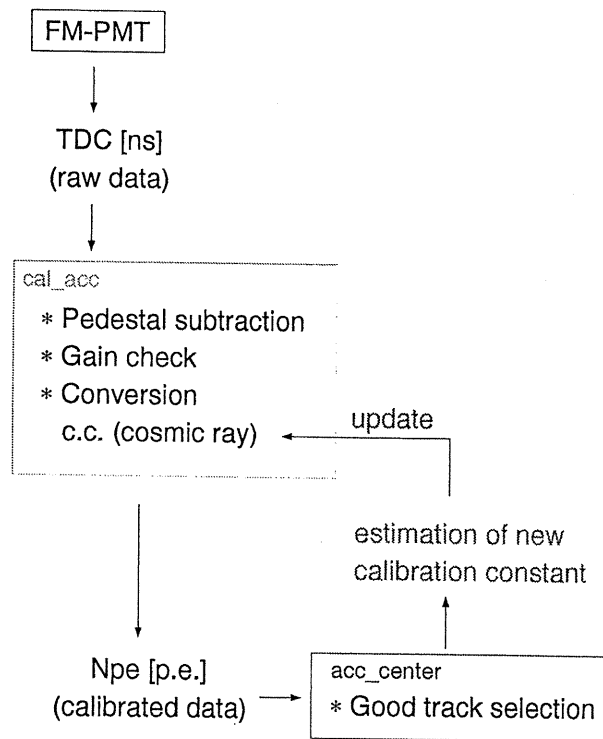 FM-PMT
TDC [ns]
(raw data)
cal_acc
* Pedestal subtraction
* Gain check
* Conversion
c.c. (cosmic ray)
update
estimation of new
calibration constant
Npe [p.e.]
(calibrated data)
acc_center
* Good track selection